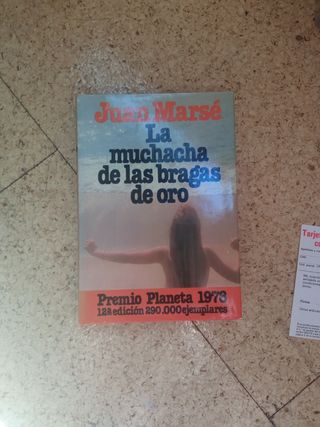 Juan Marsé
La
muchacha
de las bragas
de oro
Premio Planeta 1978
12ª edición 290.000 ejemplares
Tarje